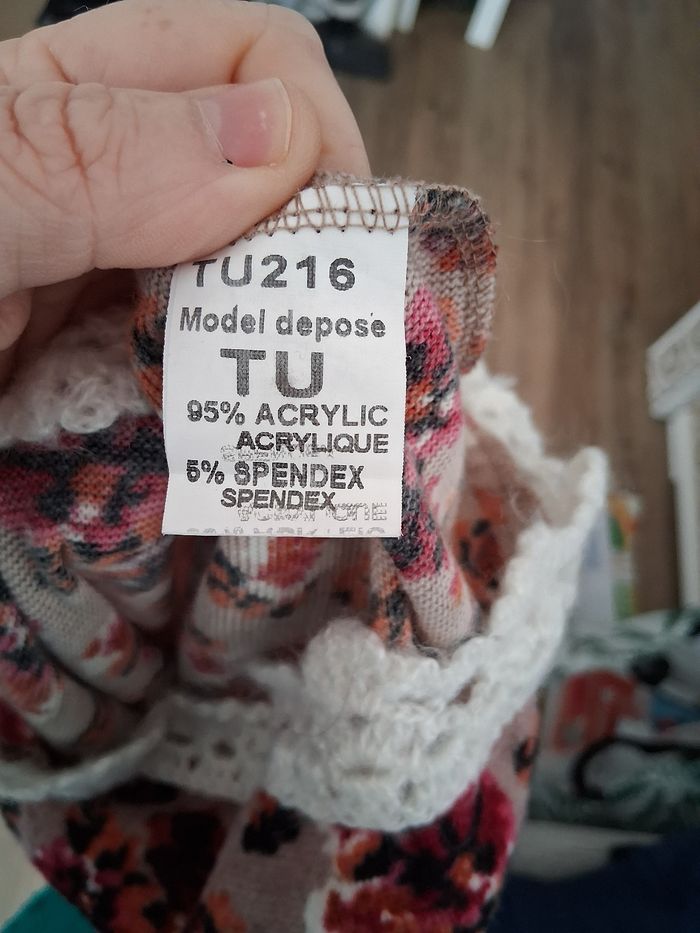 TU216
Model depose
TU
95% ACRYLIC
ACRYLIQUE
5% SPENDEX
SPENDEX